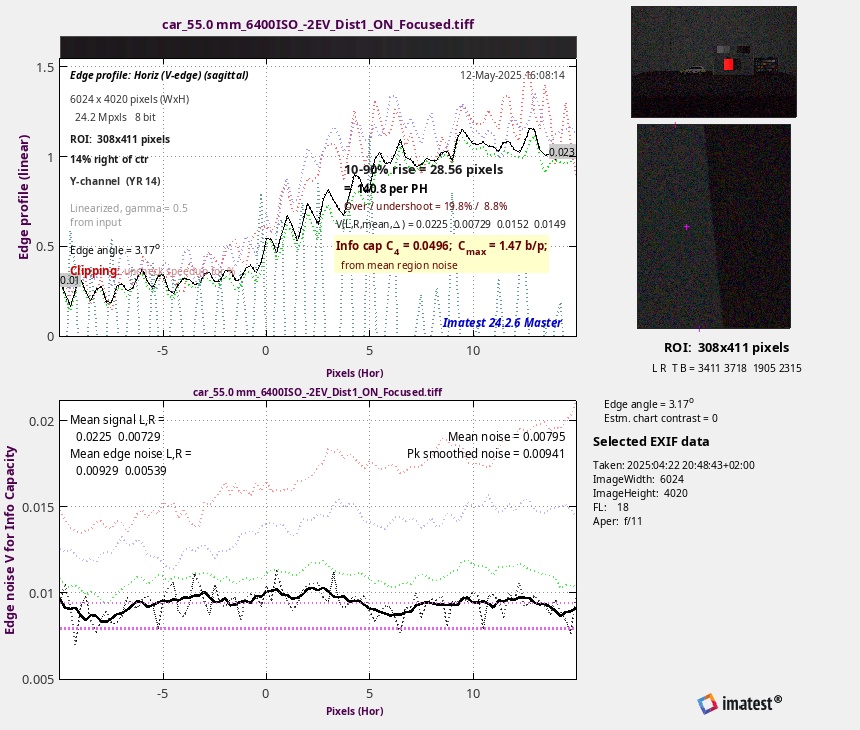 car_55.0 mm_6400ISO_-2EV_Dist1_ON_Focused.tiff
Edge profile: Horiz (V-edge) (sagittal)
12-May-2025 16:08:14
6024 x 4020 pixels (WxH)
24.2 Mpxls 8 bit
ROI: 308x411 pixels
14% right of ctr
Y-channel (YR 14)
Linearized, gamma = 0.5
from input
Edge angle = 3.17º
Clipping
10-90% rise = 28.56 pixels
= 140.8 per PH
Over / undershoot = 19.8% / 8.8%
V(L,R,mean,Δ) = 0.0225 0.00729 0.0152 0.0149
Info cap C4 = 0.0496; Cmax = 1.47 b/p;
from mean region noise
Imatest 24.2.6 Master
0.023
0.01
Edge profile (linear)
1.5
1
0.5
0
-5 0 5 10
Pixels (Hor)
car_55.0 mm_6400ISO_-2EV_Dist1_ON_Focused.tiff
Mean signal L,R =
0.0225 0.00729
Mean edge noise L,R =
0.00929 0.00539
Mean noise = 0.00795
Pk smoothed noise = 0.00941
Edge noise V for Info Capacity
0.02
0.015
0.01
0.005
-5 0 5 10
Pixels (Hor)
ROI: 308x411 pixels
L R T B = 3411 3718 1905 2315
Edge angle = 3.17º
Estm. chart contrast = 0
Selected EXIF data
Taken: 2025:04:22 20:48:43+02:00
ImageWidth: 6024
ImageHeight: 4020
FL: 18
Aper: f/11
imatest®